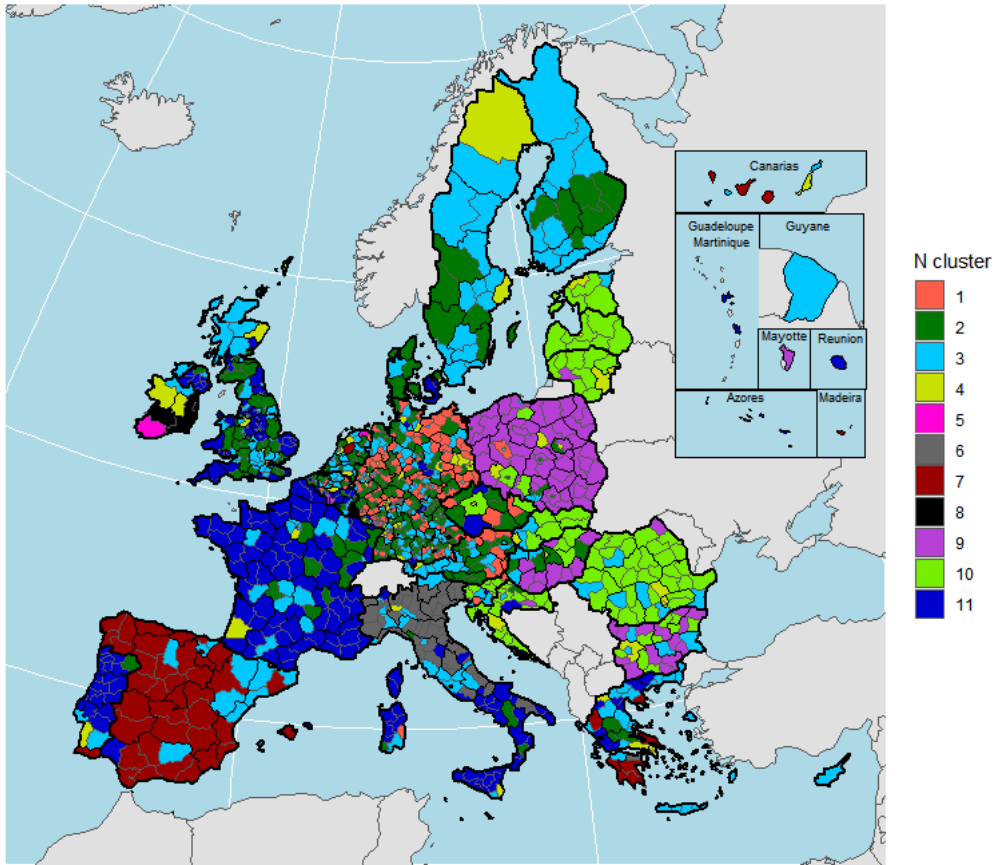 Canarias
Guadeloupe
Martinique
Guyane
Mayotte
Reunion
Azores
Madeira
N cluster
1
2
3
4
5
6
7
8
9
10
11